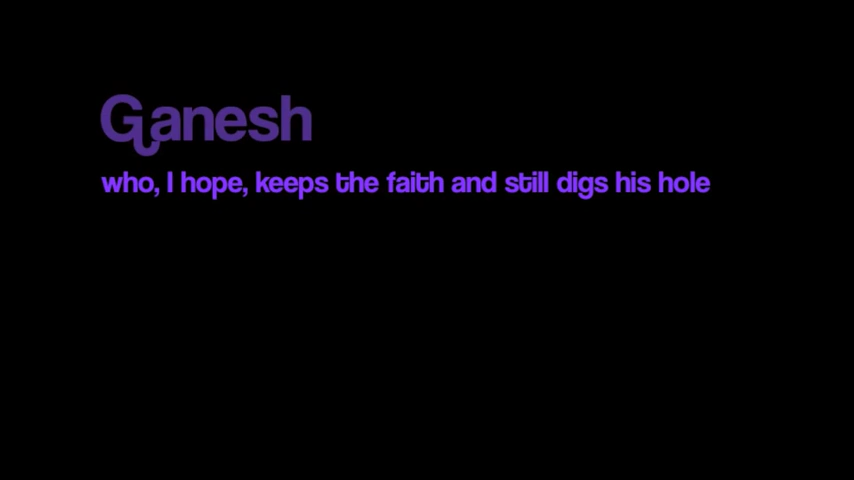 Ganesh
who, I hope, keeps the faith and still digs his hole